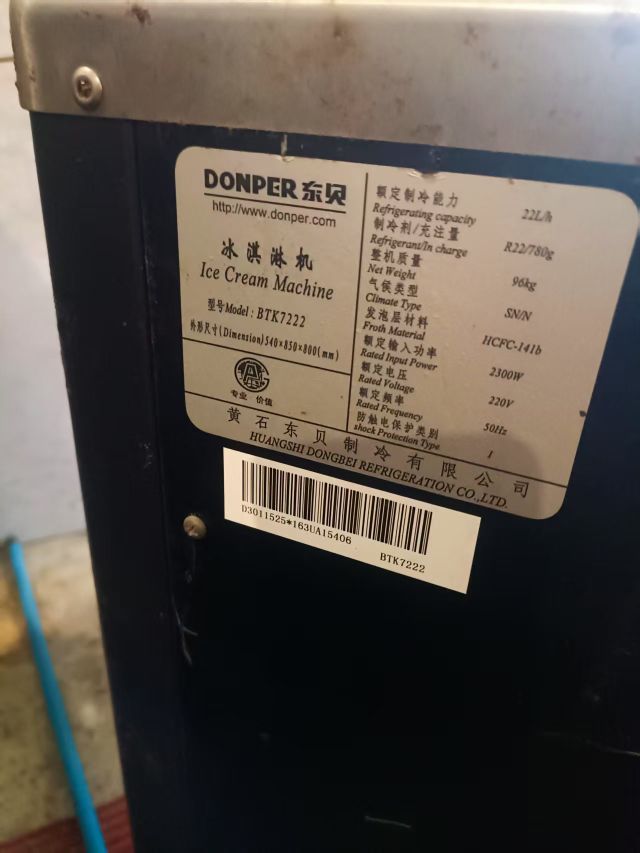 DONPER东贝
http://www.donper.com
冰淇淋机
Ice Cream Machine
型号Model: BTK7222
外形尺寸(Dimension)540×850×800(mm)
专业 价值
额定制冷能力 22L/h
Refrigerating capacity
制冷剂/充注量 R22/780g
Refrigerant/In charge
整机质量 96kg
Net Weight
气候类型 SN/N
Climate Type
发泡层材料 HCFC-141b
Froth Material
额定输入功率 2300W
Rated Input Power
额定电压 220V
Rated Voltage
额定频率 50Hz
Rated Frequency
防触电保护类别 I
shock Protection Type
黄石东贝制冷有限公司
HUANGSHI DONGBEI REFRIGERATION CO.,LTD.
D3011525*163UA15406
BTK7222